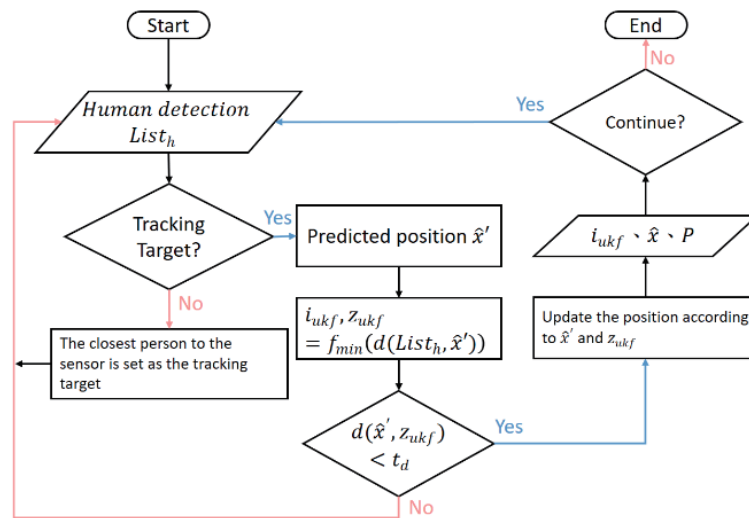 Start
Human detection
List_h
Tracking
Target?
Yes
No
The closest person to the
sensor is set as the tracking
target
Predicted position x̂′
i_ukf, z_ukf
= f_min(d(List_h, x̂′))
d(x̂′, z_ukf)
< t_d
Yes
No
Update the position according
to x̂′ and z_ukf
i_ukf、x̂、P
Continue?
Yes
No
End